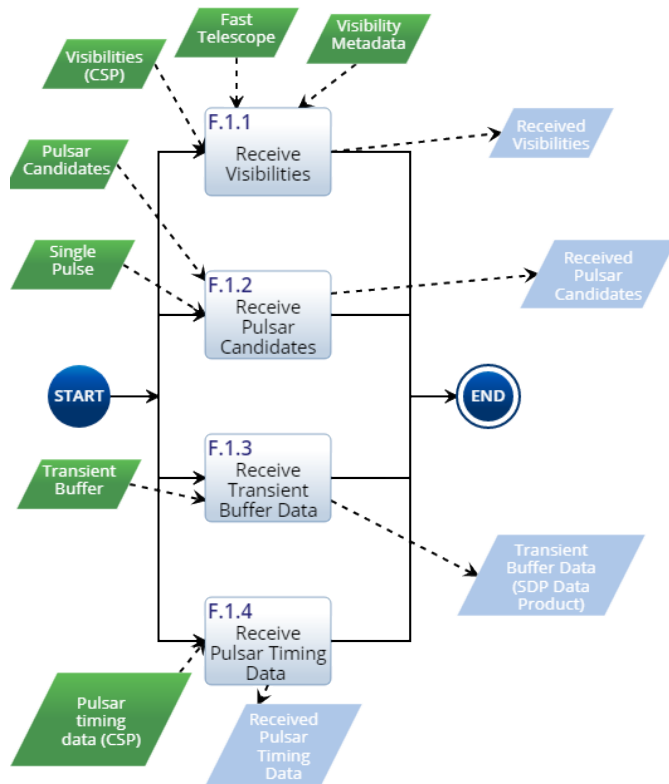 Fast
Telescope
Visibility
Metadata
Visibilities
(CSP)
F.1.1
Receive
Visibilities
Received
Visibilities
Pulsar
Candidates
Single
Pulse
F.1.2
Receive
Pulsar
Candidates
Received
Pulsar
Candidates
START
END
F.1.3
Receive
Transient
Buffer Data
Transient
Buffer
Transient
Buffer Data
(SDP Data
Product)
F.1.4
Receive
Pulsar Timing
Data
Pulsar
timing
data (CSP)
Received
Pulsar
Timing
Data